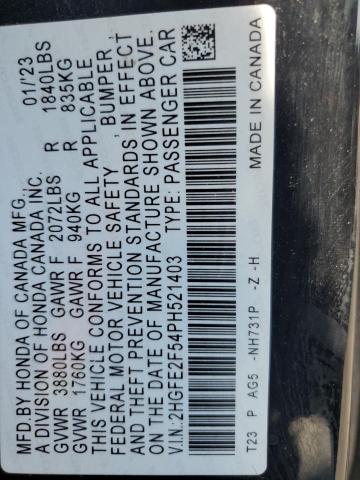 MFD.BY HONDA OF CANADA MFG., 01/23
A DIVISION OF HONDA CANADA INC.
GVWR 3880LBS GAWR F 2072LBS R 1840LBS
GVWR 1760KG GAWR F 940KG R 835KG
THIS VEHICLE CONFORMS TO ALL APPLICABLE
FEDERAL MOTOR VEHICLE SAFETY , BUMPER ,
AND THEFT PREVENTION STANDARDS IN EFFECT
ON THE DATE OF MANUFACTURE SHOWN ABOVE.
V.I.N.: 2HGFE2F54PH521403 TYPE: PASSENGER CAR
T23 P AG5 -NH731P -Z -H MADE IN CANADA